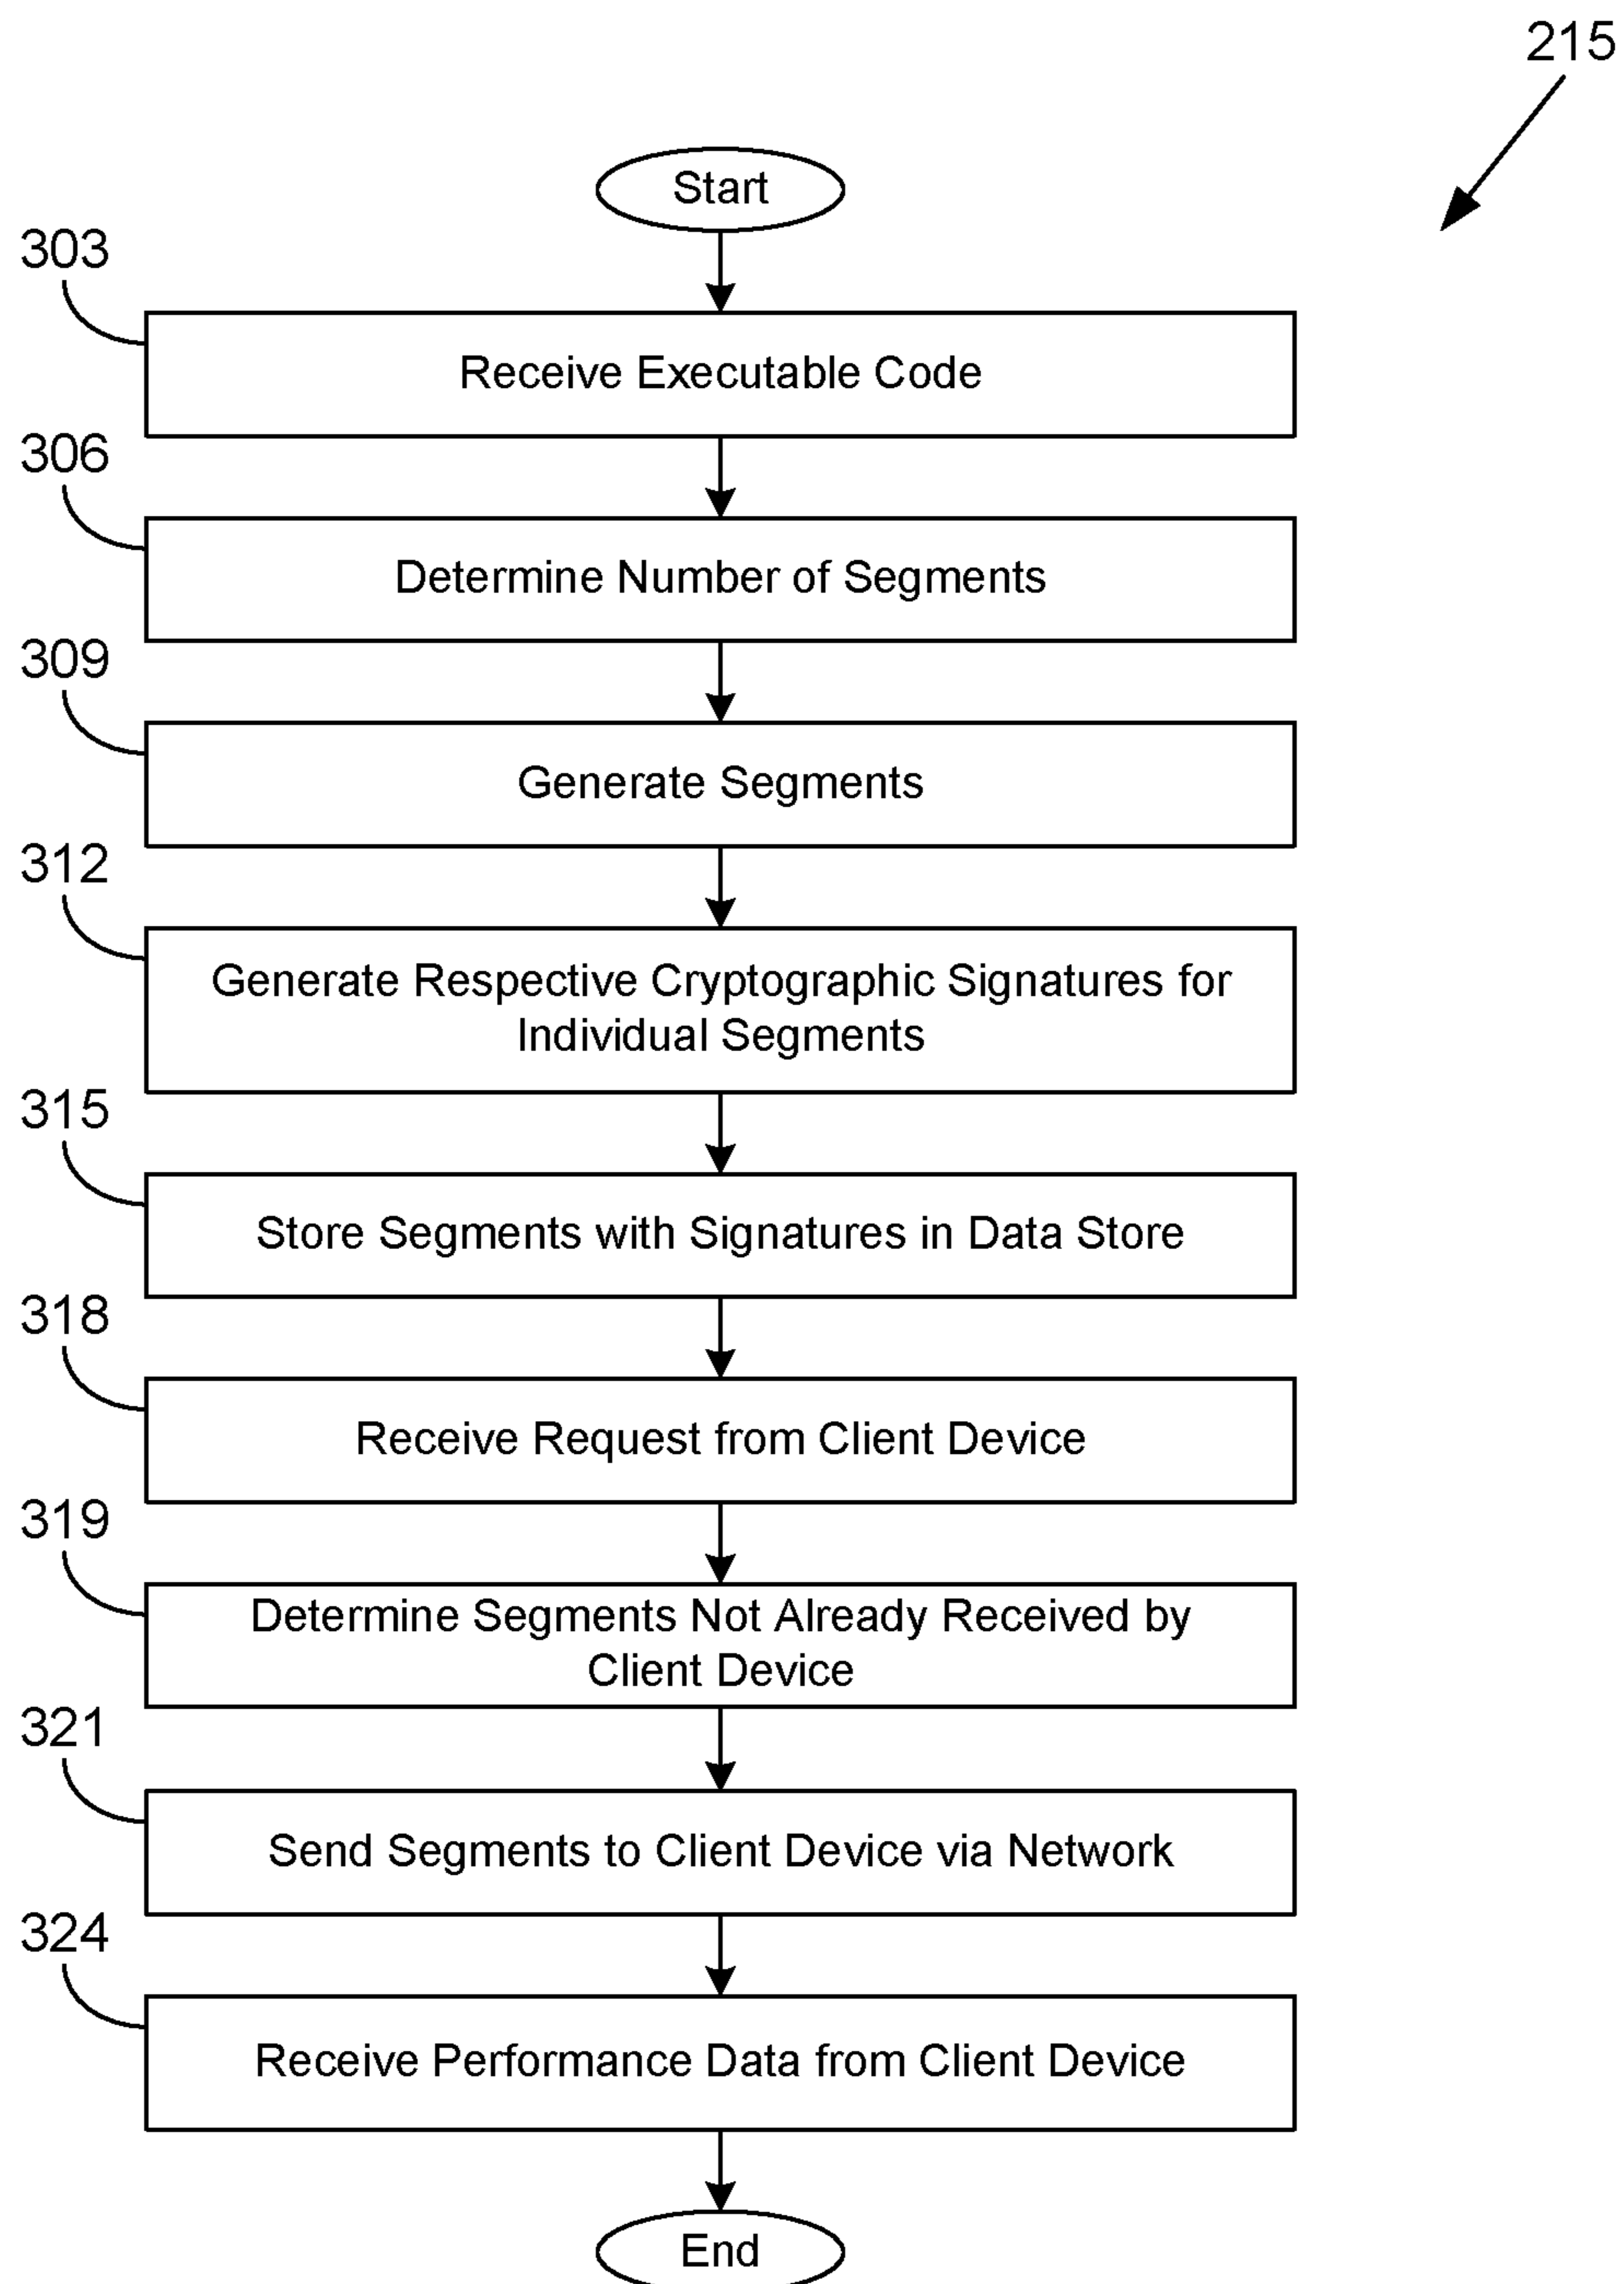 215
Start
303
Receive Executable Code
306
Determine Number of Segments
309
Generate Segments
312
Generate Respective Cryptographic Signatures for
Individual Segments
315
Store Segments with Signatures in Data Store
318
Receive Request from Client Device
319
Determine Segments Not Already Received by
Client Device
321
Send Segments to Client Device via Network
324
Receive Performance Data from Client Device
End